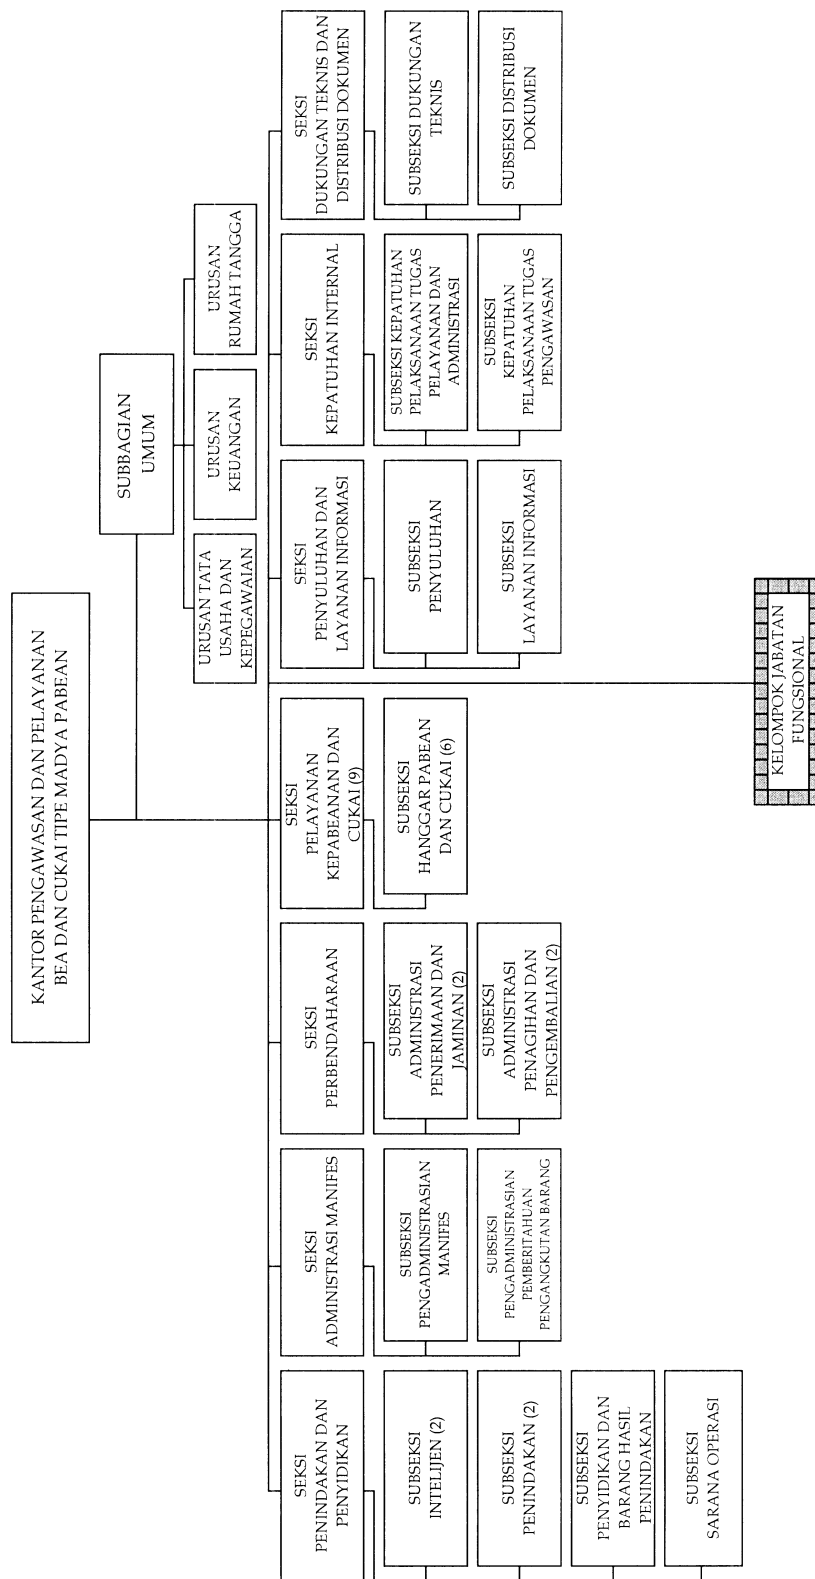 KANTOR PENGAWASAN DAN PELAYANAN
BEA DAN CUKAI TIPE MADYA PABEAN
SUBBAGIAN
UMUM
URUSAN TATA
USAHA DAN
KEPEGAWAIAN
URUSAN
KEUANGAN
URUSAN
RUMAH TANGGA
SEKSI
PENINDAKAN DAN
PENYIDIKAN
SUBSEKSI
INTELIJEN (2)
SUBSEKSI
PENINDAKAN (2)
SUBSEKSI
PENYIDIKAN DAN
BARANG HASIL
PENINDAKAN
SUBSEKSI
SARANA OPERASI
SEKSI
ADMINISTRASI MANIFES
SUBSEKSI
PENGADMINISTRASIAN
MANIFES
SUBSEKSI
PENGADMINISTRASIAN
PEMBERITAHUAN
PENGANGKUTAN BARANG
SEKSI
PERBENDAHARAAN
SUBSEKSI
ADMINISTRASI
PENERIMAAN DAN
JAMINAN (2)
SUBSEKSI
ADMINISTRASI
PENAGIHAN DAN
PENGEMBALIAN (2)
SEKSI
PELAYANAN
KEPABEANAN DAN
CUKAI (9)
SUBSEKSI
HANGGAR PABEAN
DAN CUKAI (6)
SEKSI
PENYULUHAN DAN
LAYANAN INFORMASI
SUBSEKSI
PENYULUHAN
SUBSEKSI
LAYANAN INFORMASI
SEKSI
KEPATUHAN INTERNAL
SUBSEKSI KEPATUHAN
PELAKSANAAN TUGAS
PELAYANAN DAN
ADMINISTRASI
SUBSEKSI
KEPATUHAN
PELAKSANAAN TUGAS
PENGAWASAN
SEKSI
DUKUNGAN TEKNIS DAN
DISTRIBUSI DOKUMEN
SUBSEKSI DUKUNGAN
TEKNIS
SUBSEKSI DISTRIBUSI
DOKUMEN
KELOMPOK JABATAN
FUNGSIONAL